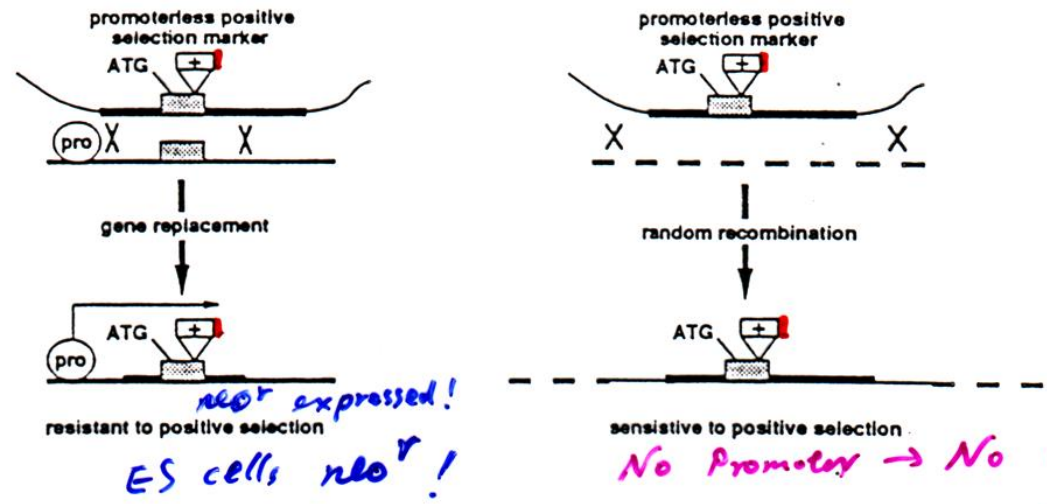 promoterless positive
selection marker
ATG
+
pro
X
X
gene replacement
ATG
+
pro
neoʳ expressed!
resistant to positive selection
ES cells neoʳ!
promoterless positive
selection marker
ATG
+
X
X
random recombination
ATG
+
sensistive to positive selection
No Promoter → No